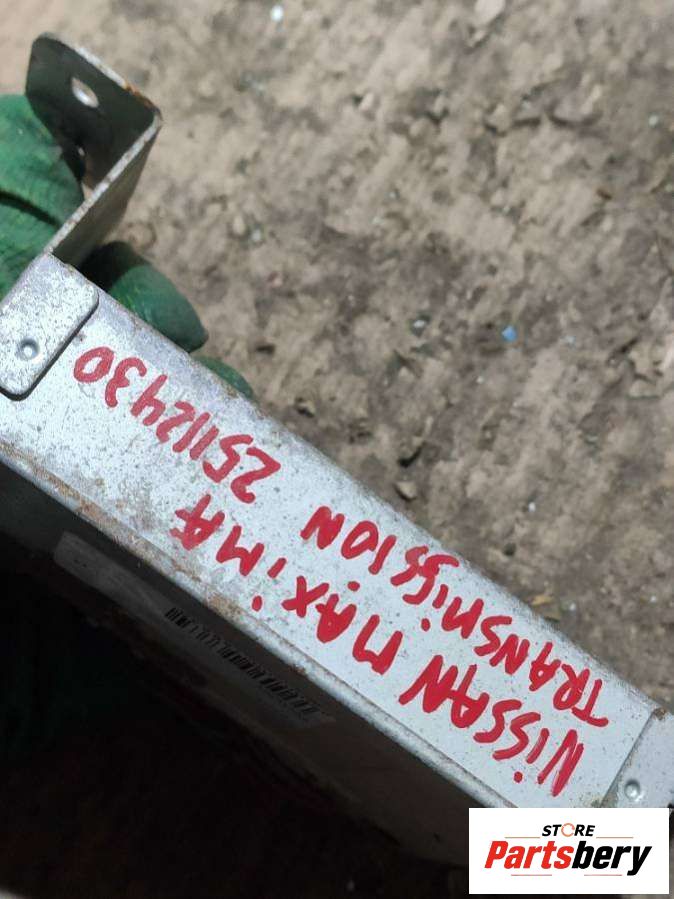 NISSAN MAXIMA
TRANSMISSION 25112430
STORE
Partsbery